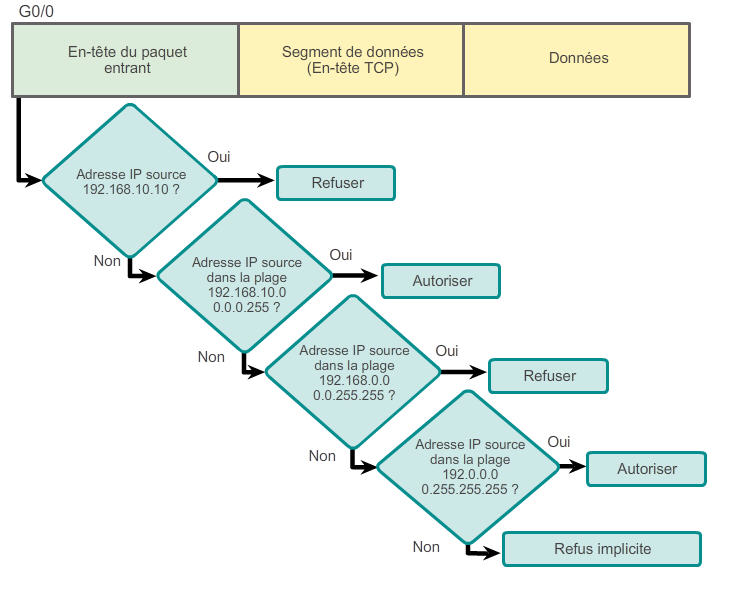 G0/0
En-tête du paquet
entrant
Segment de données
(En-tête TCP)
Données
Adresse IP source
192.168.10.10 ?
Oui
Refuser
Non
Adresse IP source
dans la plage
192.168.10.0
0.0.0.255 ?
Oui
Autoriser
Non
Adresse IP source
dans la plage
192.168.0.0
0.0.255.255 ?
Oui
Refuser
Non
Adresse IP source
dans la plage
192.0.0.0
0.255.255.255 ?
Oui
Autoriser
Non
Refus implicite